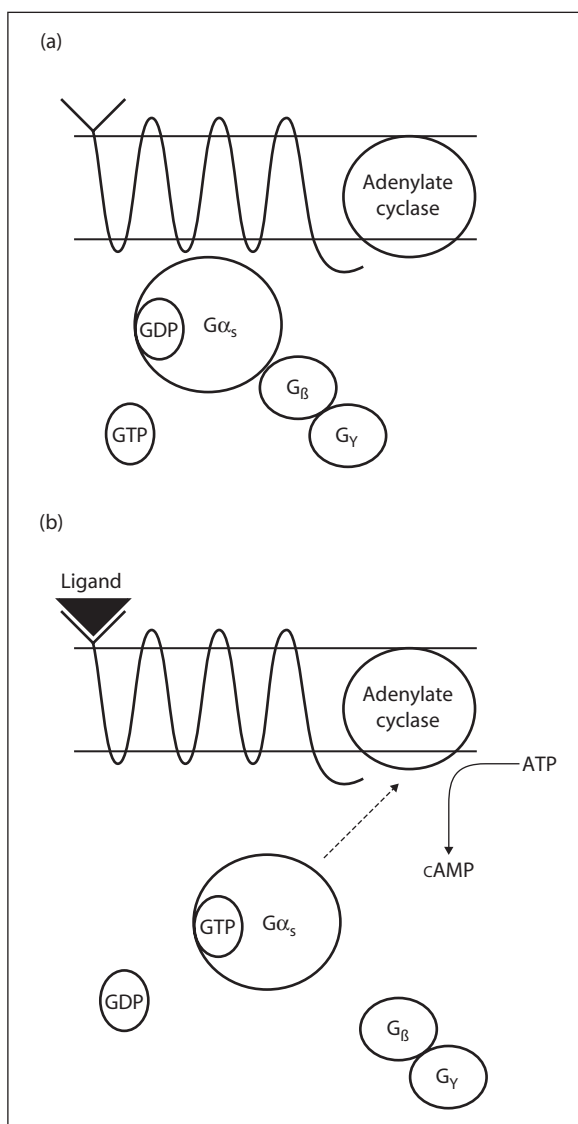 (a)
Adenylate
cyclase
GDP
Gαs
Gß
GTP
GY
(b)
Ligand
Adenylate
cyclase
ATP
cAMP
GTP
Gαs
GDP
Gß
GY